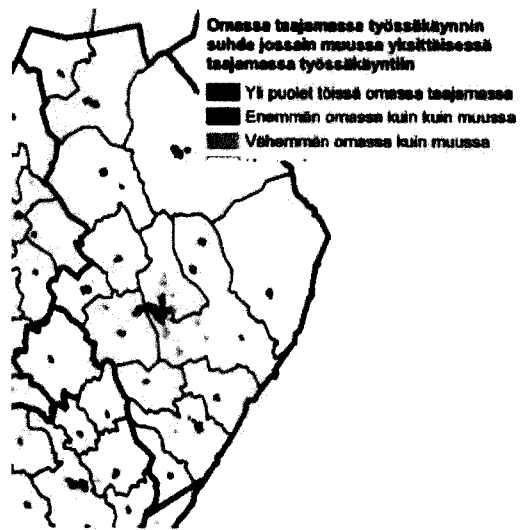 Omassa taajamassa työssäkäynnin
suhde jossain muussa yksittäisessä
taajamassa työssäkäyntiin
Yli puolet töissä omassa taajamassa
Enemmän omassa kuin kuin muussa
Vähemmän omassa kuin muussa